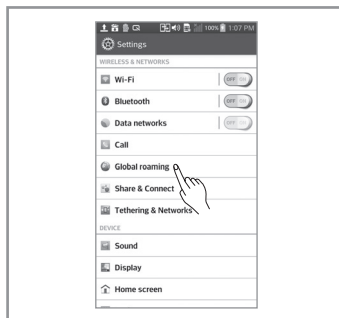 100% 1:07 PM
Settings
WIRELESS & NETWORKS
Wi-Fi OFF ON
Bluetooth OFF ON
Data networks OFF ON
Call
Global roaming
Share & Connect
Tethering & Networks
DEVICE
Sound
Display
Home screen